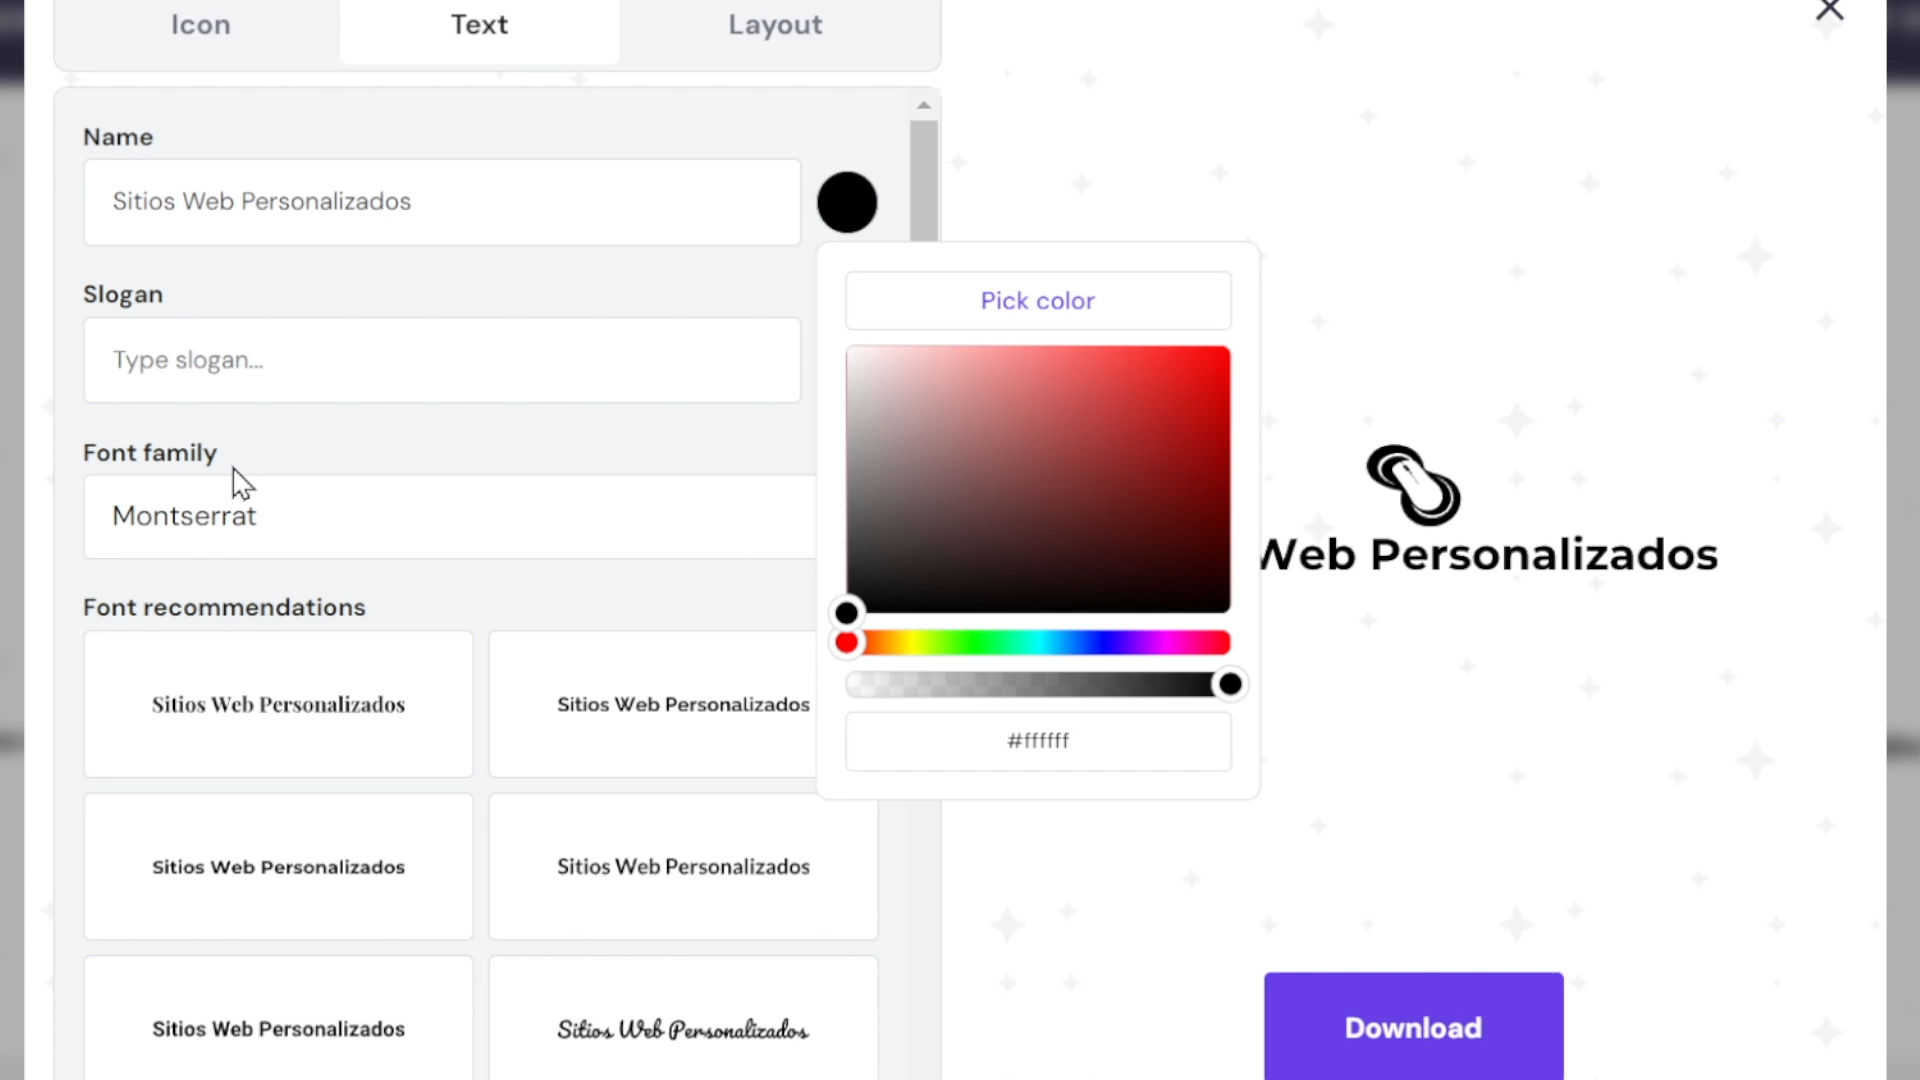 Icon
Text
Layout
Name
Sitios Web Personalizados
Slogan
Type slogan...
Font family
Montserrat
Font recommendations
Sitios Web Personalizados
Sitios Web Personalizados
Sitios Web Personalizados
Sitios Web Personalizados
Sitios Web Personalizados
Sitios Web Personalizados
Pick color
#ffffff
Web Personalizados
Download